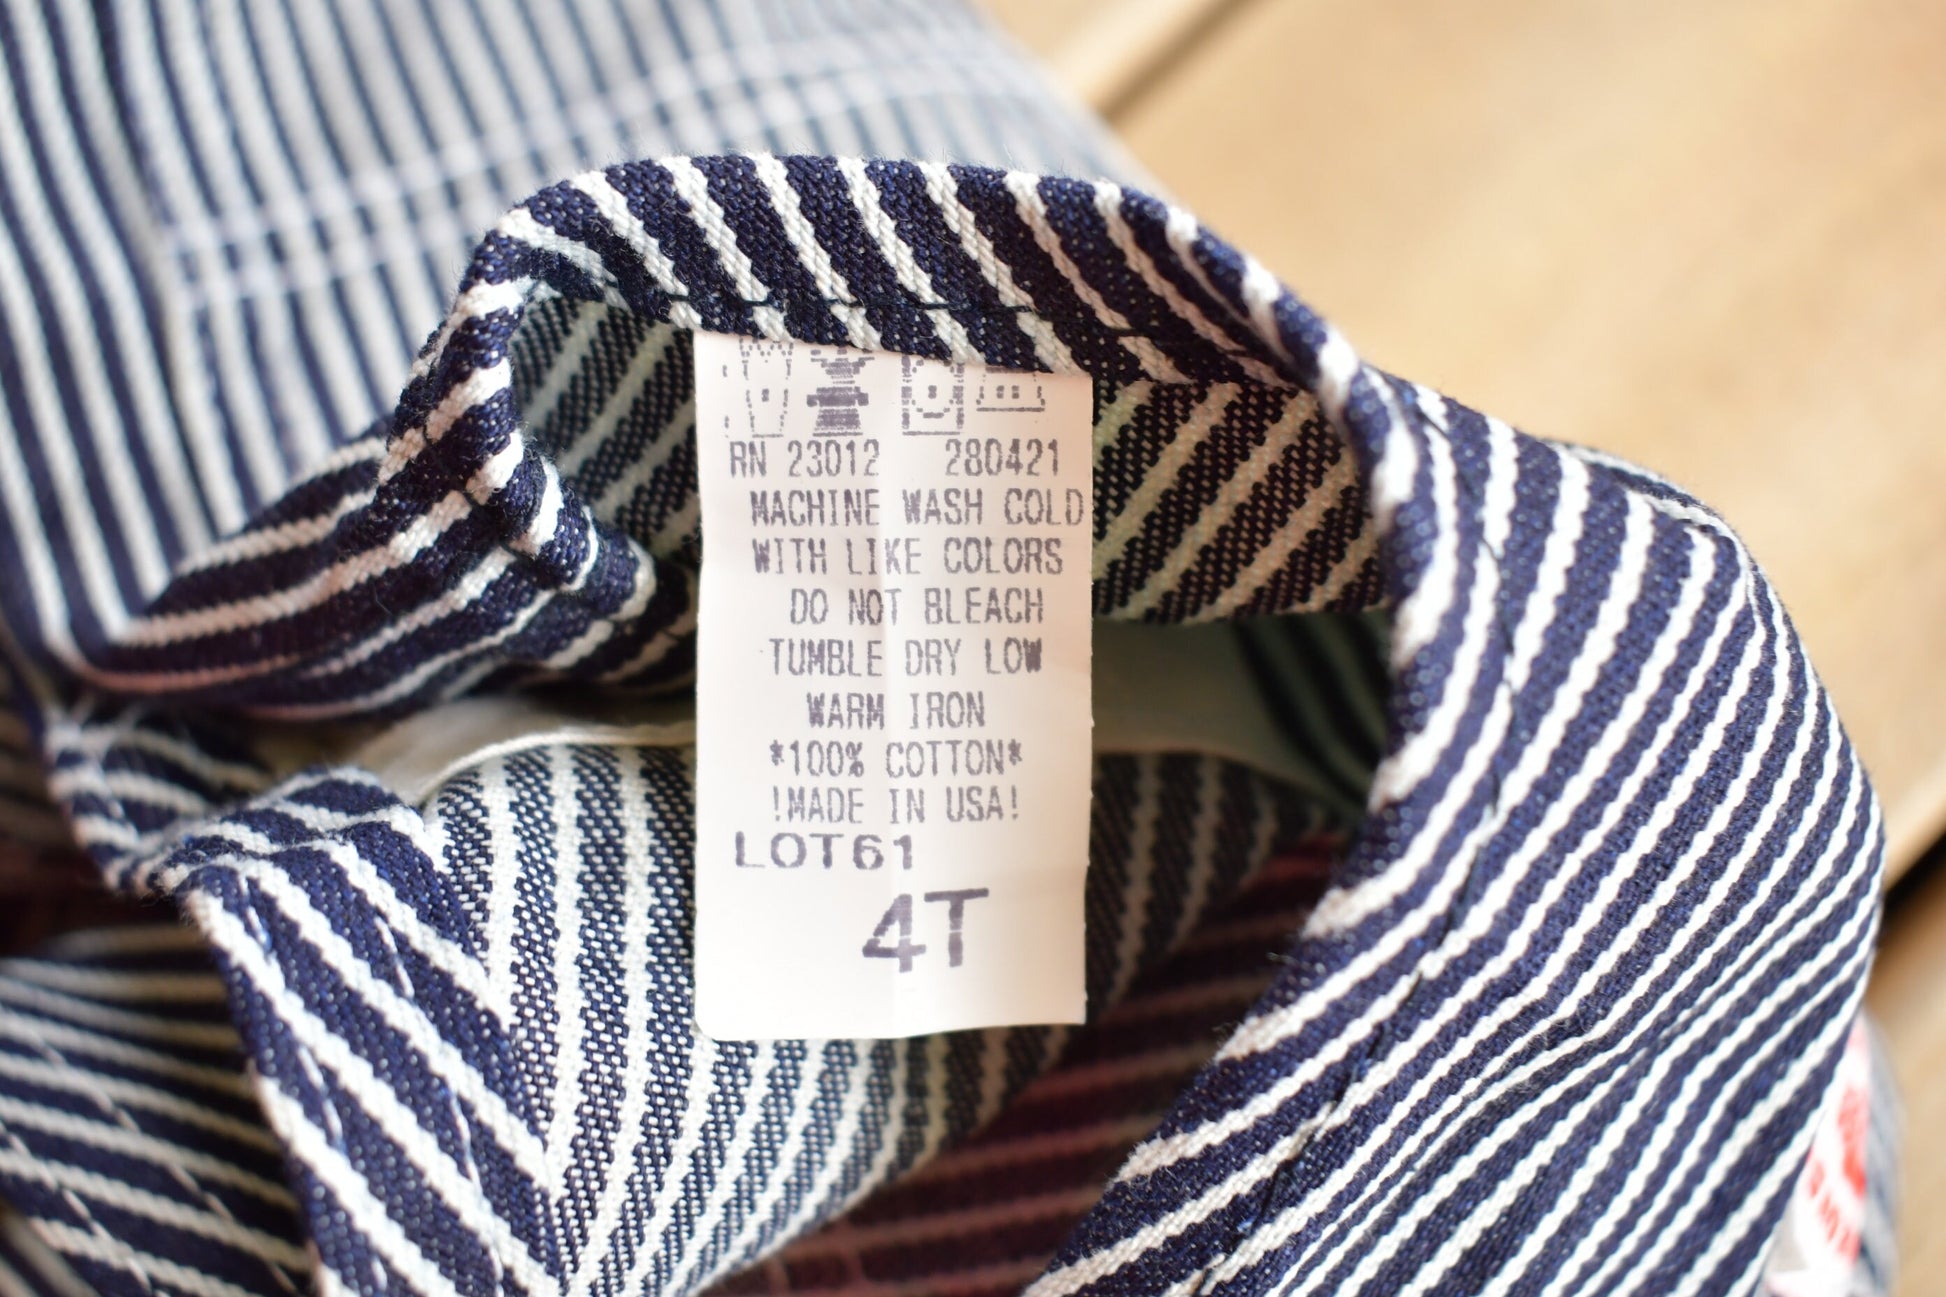 RN 23012 280421
MACHINE WASH COLD
WITH LIKE COLORS
DO NOT BLEACH
TUMBLE DRY LOW
WARM IRON
*100% COTTON*
!MADE IN USA!
LOT61
4T